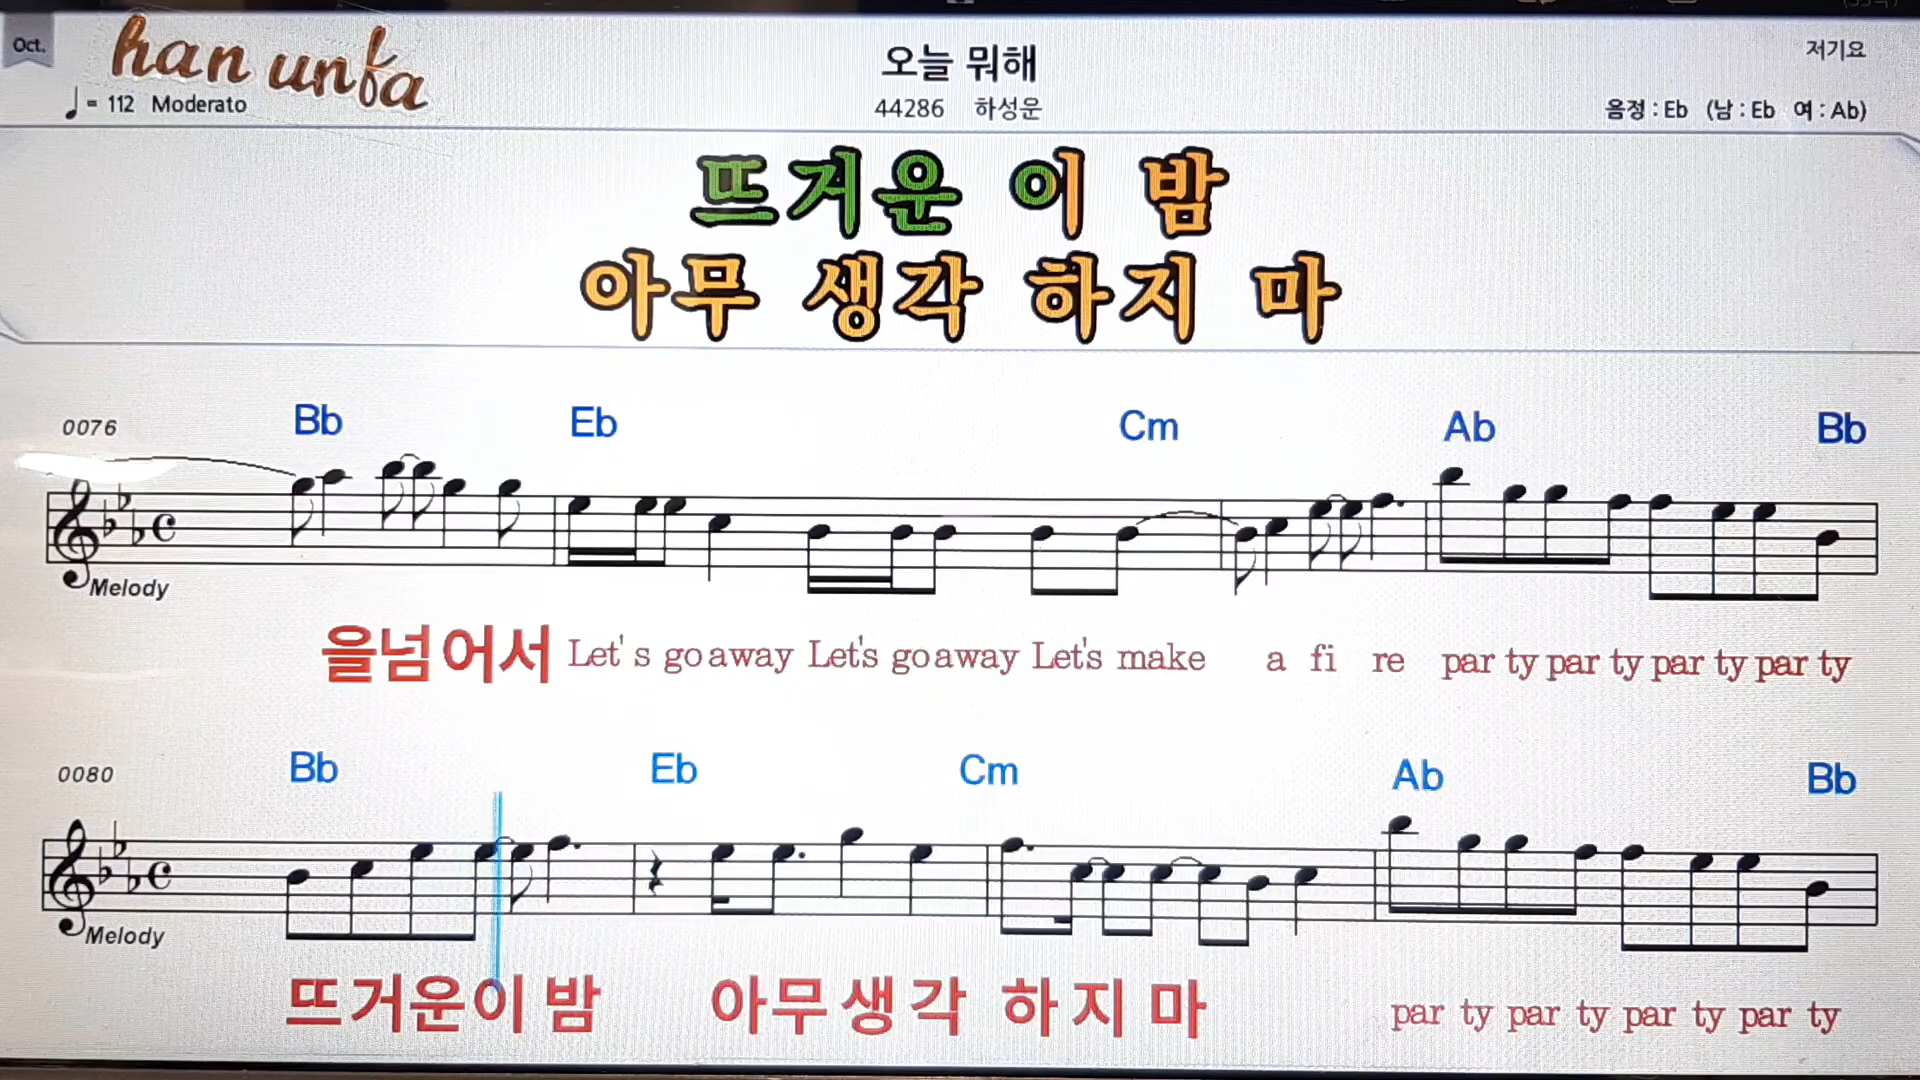 Oct. han unfa
오늘 뭐해
저기요
♩= 112 Moderato
44286 하성운
음정 : Eb (남 : Eb 여 : Ab)
뜨거운 이 밤
아무 생각 하지 마
0076 Bb Eb Cm Ab Bb
Melody
을넘어서 Let's go away Let's go away Let's make a fi re par ty par ty par ty par ty
0080 Bb Eb Cm Ab Bb
Melody
뜨거운이 밤 아무생각 하지마 par ty par ty par ty par ty